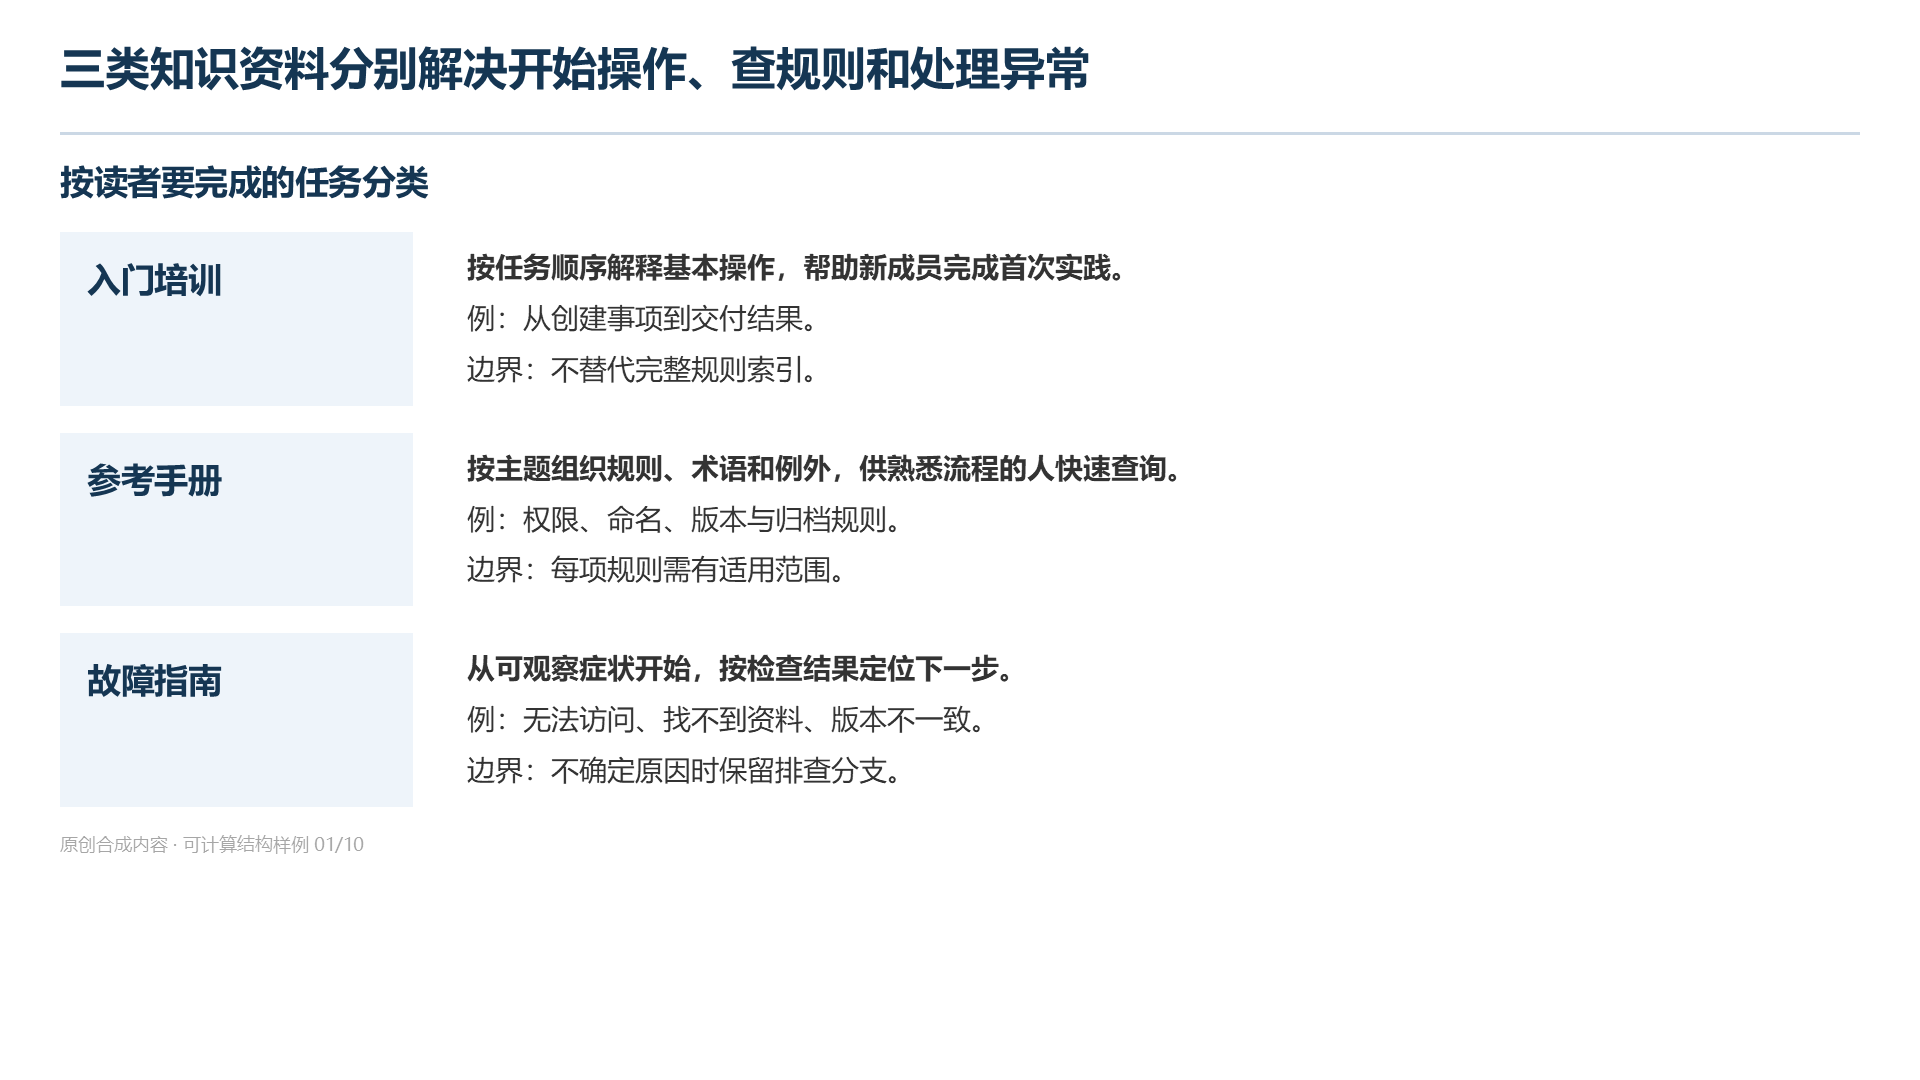 三类知识资料分别解决开始操作、查规则和处理异常
按读者要完成的任务分类
入门培训
按任务顺序解释基本操作，帮助新成员完成首次实践。
例：从创建事项到交付结果。
边界：不替代完整规则索引。
参考手册
按主题组织规则、术语和例外，供熟悉流程的人快速查询。
例：权限、命名、版本与归档规则。
边界：每项规则需有适用范围。
故障指南
从可观察症状开始，按检查结果定位下一步。
例：无法访问、找不到资料、版本不一致。
边界：不确定原因时保留排查分支。
原创合成内容 · 可计算结构样例 01/10